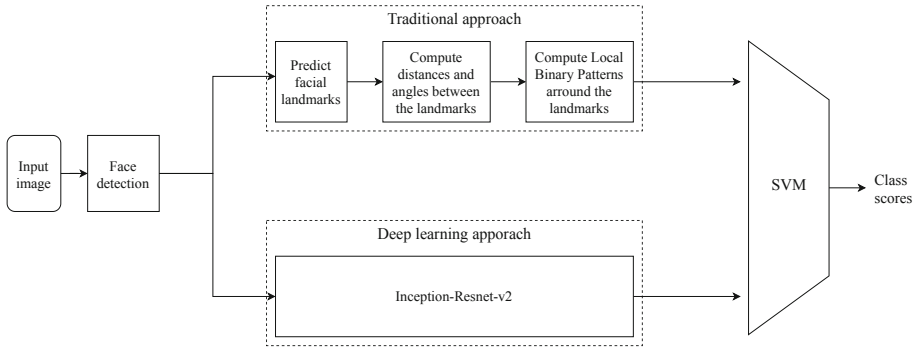 Traditional approach
Predict
facial
landmarks
Compute
distances and
angles between
the landmarks
Compute Local
Binary Patterns
arround the
landmarks
Input
image
Face
detection
SVM
Class
scores
Deep learning apporach
Inception-Resnet-v2